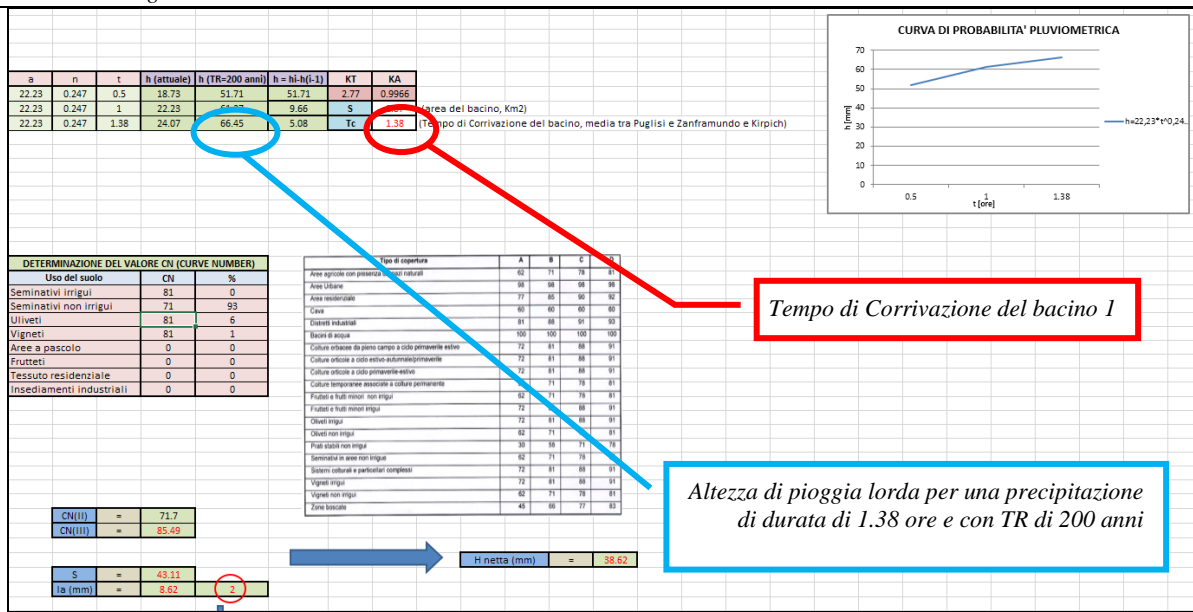 CURVA DI PROBABILITA' PLUVIOMETRICA
70
60
50
40
30
20
10
0
h [mm]
0.5 1 1.38
t [ore]
h=22,23*t^0,24...
a n t h (attuale) h (TR=200 anni) h = hi-h(i-1) KT KA
22.23 0.247 0.5 18.73 51.71 51.71 2.77 0.9966
22.23 0.247 1 22.23 9.66 S (area del bacino, Km2)
22.23 0.247 1.38 24.07 66.45 5.08 Tc 1.38 (Tempo di Corrivazione del bacino, media tra Puglisi e Zanframundo e Kirpich)
DETERMINAZIONE DEL VALORE CN (CURVE NUMBER)
Uso del suolo CN %
Seminativi irrigui 81 0
Seminativi non irrigui 71 93
Uliveti 81 6
Vigneti 81 1
Aree a pascolo 0 0
Frutteti 0 0
Tessuto residenziale 0 0
Insediamenti industriali 0 0
Tipo di copertura A B C D
Aree agricole con presenza di spazi naturali 62 71 78 81
Aree Urbane 98 98 98 98
Area residenziale 77 85 90 92
Cava 60 60 60 60
Distretti industriali 81 88 91 93
Bacini di acqua 100 100 100 100
Colture erbacee da pieno campo a ciclo primaverile estivo 72 81 88 91
Colture orticole a ciclo estivo-autunnale/primaverile 72 81 88 91
Colture orticole a ciclo primaverile-estivo 72 81 88 91
Colture temporanee associate a colture permanente 71 78 81
Frutteti e frutti minori non irrigui 62 71 78 81
Frutteti e frutti minori irrigui 72 88 91
Oliveti irrigui 72 81 88 91
Oliveti non irrigui 62 71 81
Prati stabili non irrigui 30 58 71 78
Seminativi in aree non irrigue 62 71 78
Sistemi colturali e particellari complessi 72 81 88 91
Vigneti irrigui 72 81 88 91
Vigneti non irrigui 62 71 78 81
Zone boscate 45 66 77 83
Tempo di Corrivazione del bacino 1
Altezza di pioggia lorda per una precipitazione
di durata di 1.38 ore e con TR di 200 anni
CN(II) = 71.7
CN(III) = 85.49
H netta (mm) = 38.62
S = 43.11
Ia (mm) = 8.62 2